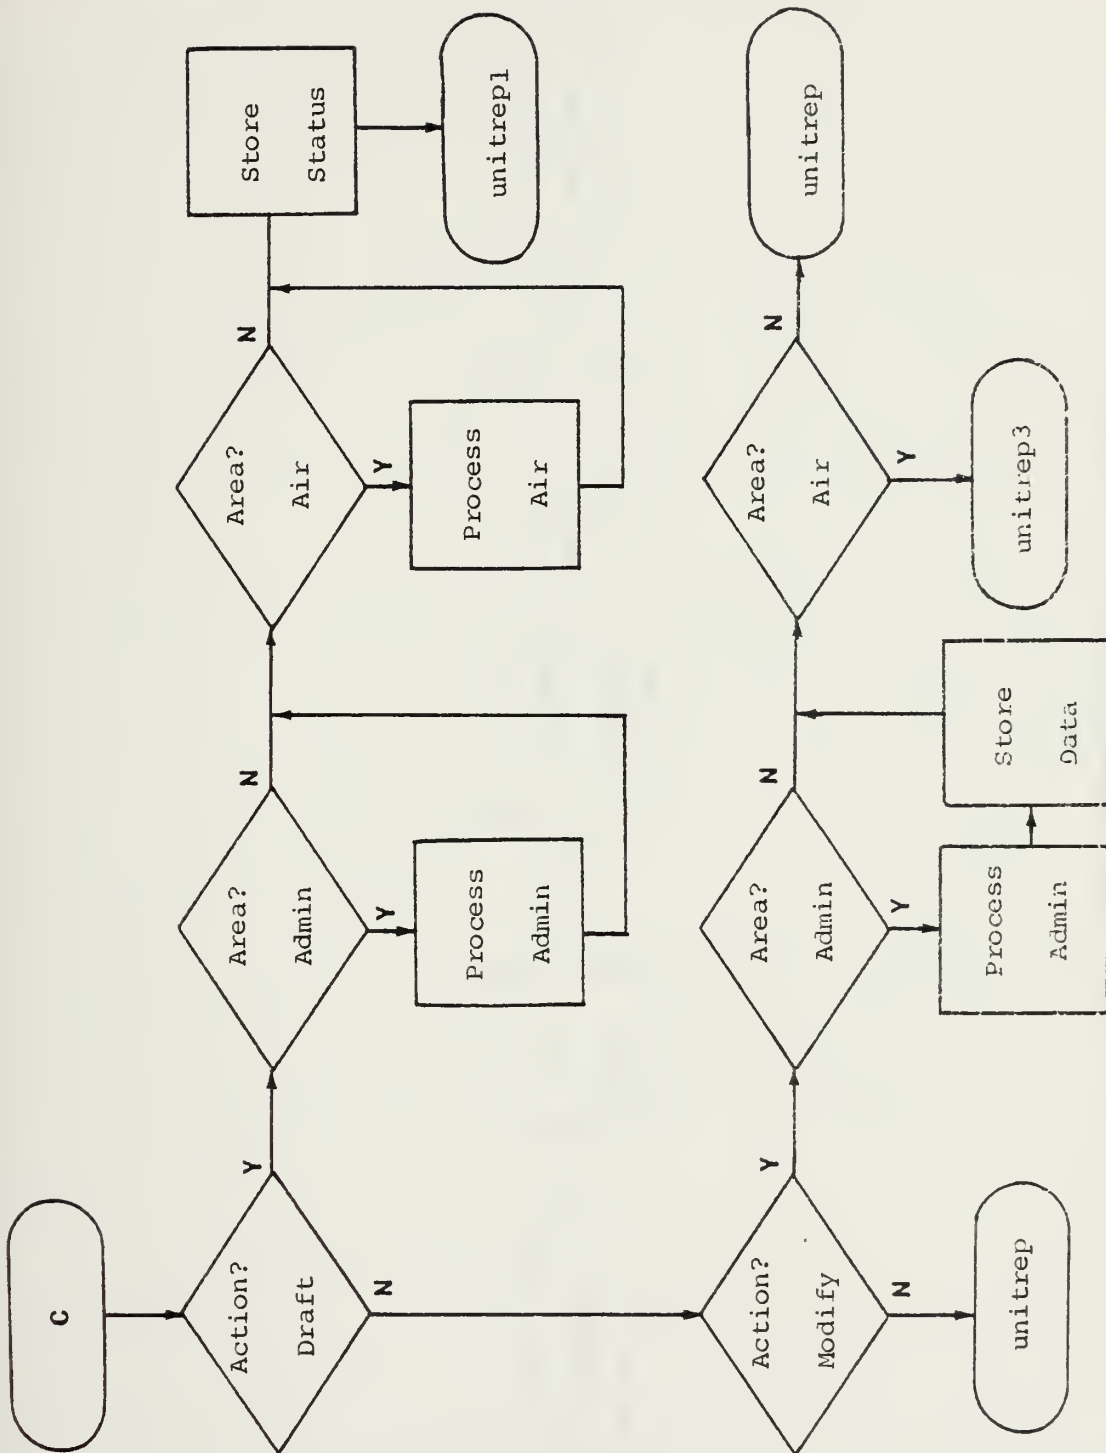 C
Action?
Draft
Y
N
Area?
Admin
N
Y
Process
Admin
Area?
Air
N
Y
Process
Air
Store
Status
unitrep1
Action?
Modify
Y
N
unitrep
Area?
Admin
N
Y
Process
Admin
Store
Data
Area?
Air
N
Y
unitrep3
unitrep